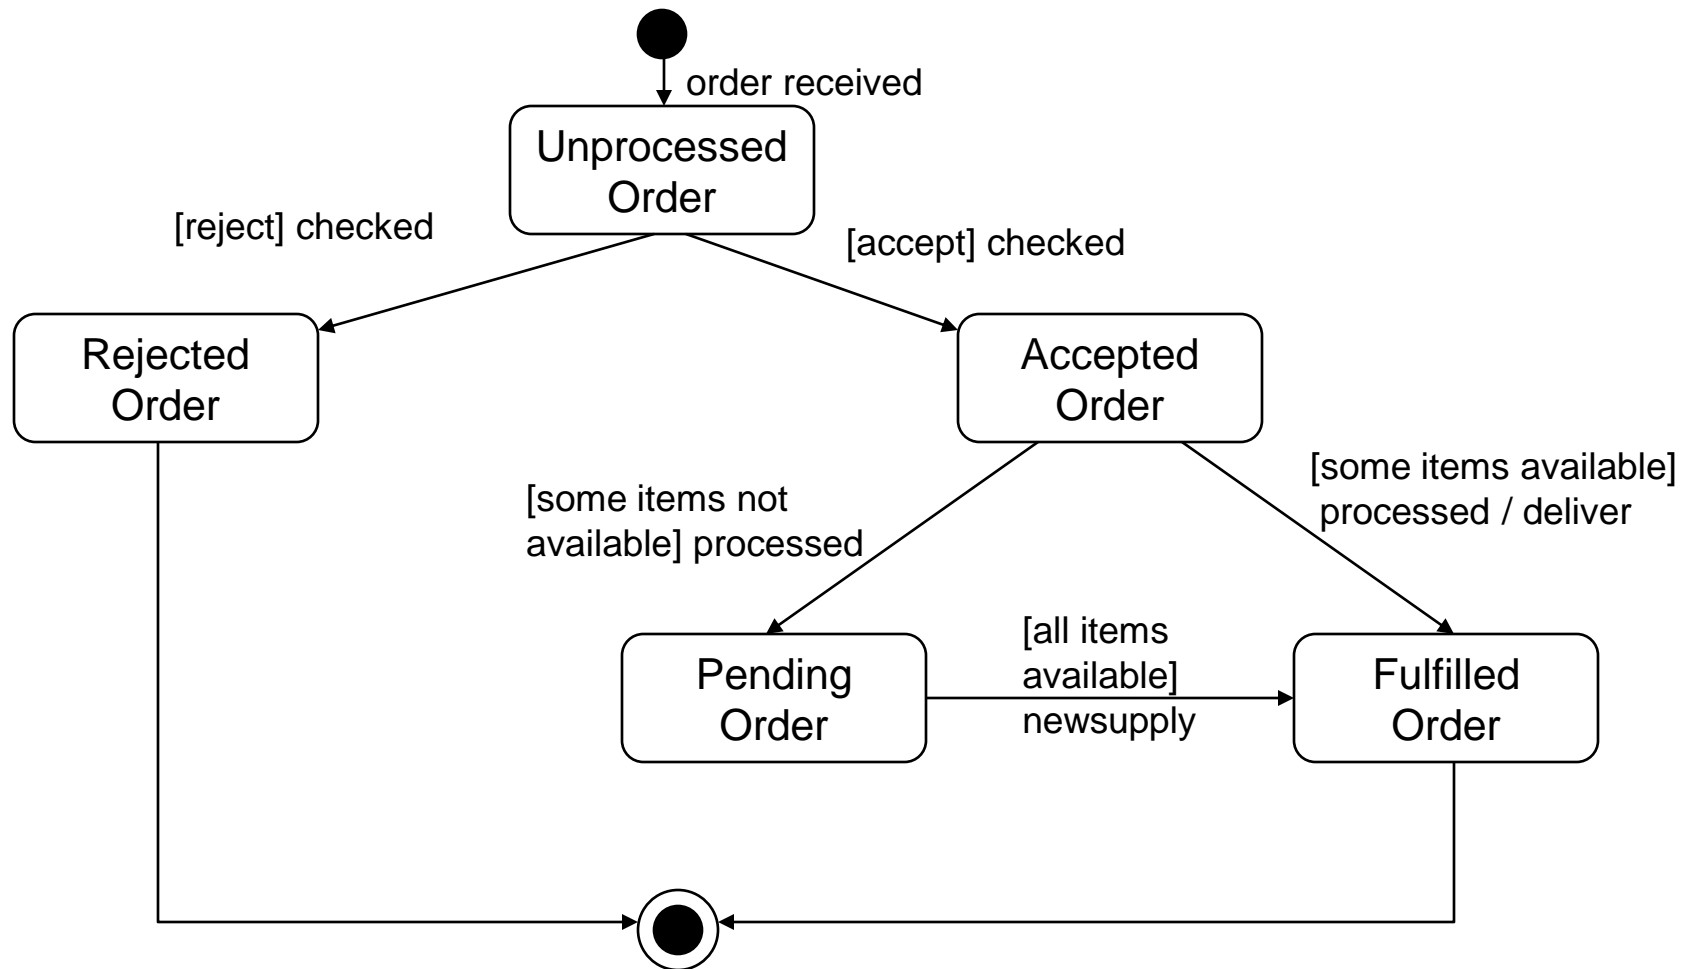 order received
Unprocessed
Order
[reject] checked
[accept] checked
Rejected
Order
Accepted
Order
[some items not
available] processed
[some items available]
processed / deliver
[all items
available]
newsupply
Pending
Order
Fulfilled
Order